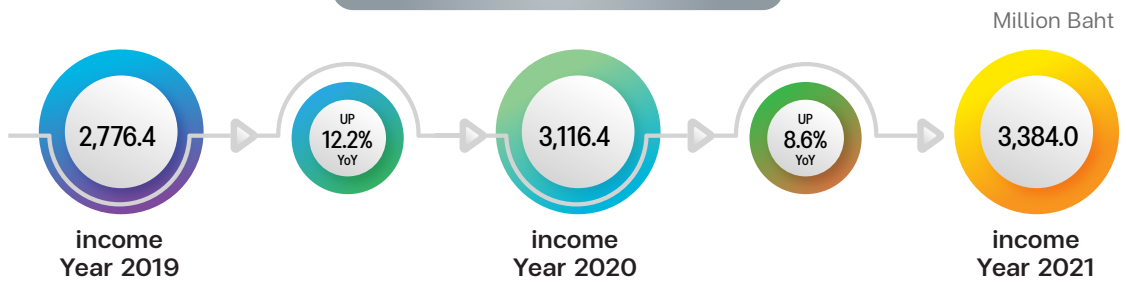 Million Baht
2,776.4
UP
12.2%
YoY
3,116.4
UP
8.6%
YoY
3,384.0
income
Year 2019
income
Year 2020
income
Year 2021